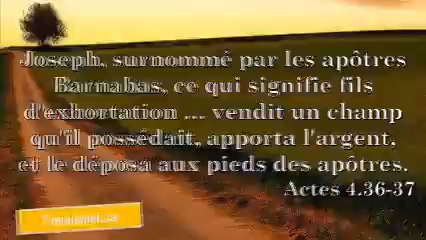 Joseph, surnommé par les apôtres
Barnabas, ce qui signifie fils
d'exhortation ... vendit un champ
qu'il possédait, apporta l'argent,
et le déposa aux pieds des apôtres.
Actes 4.36-37